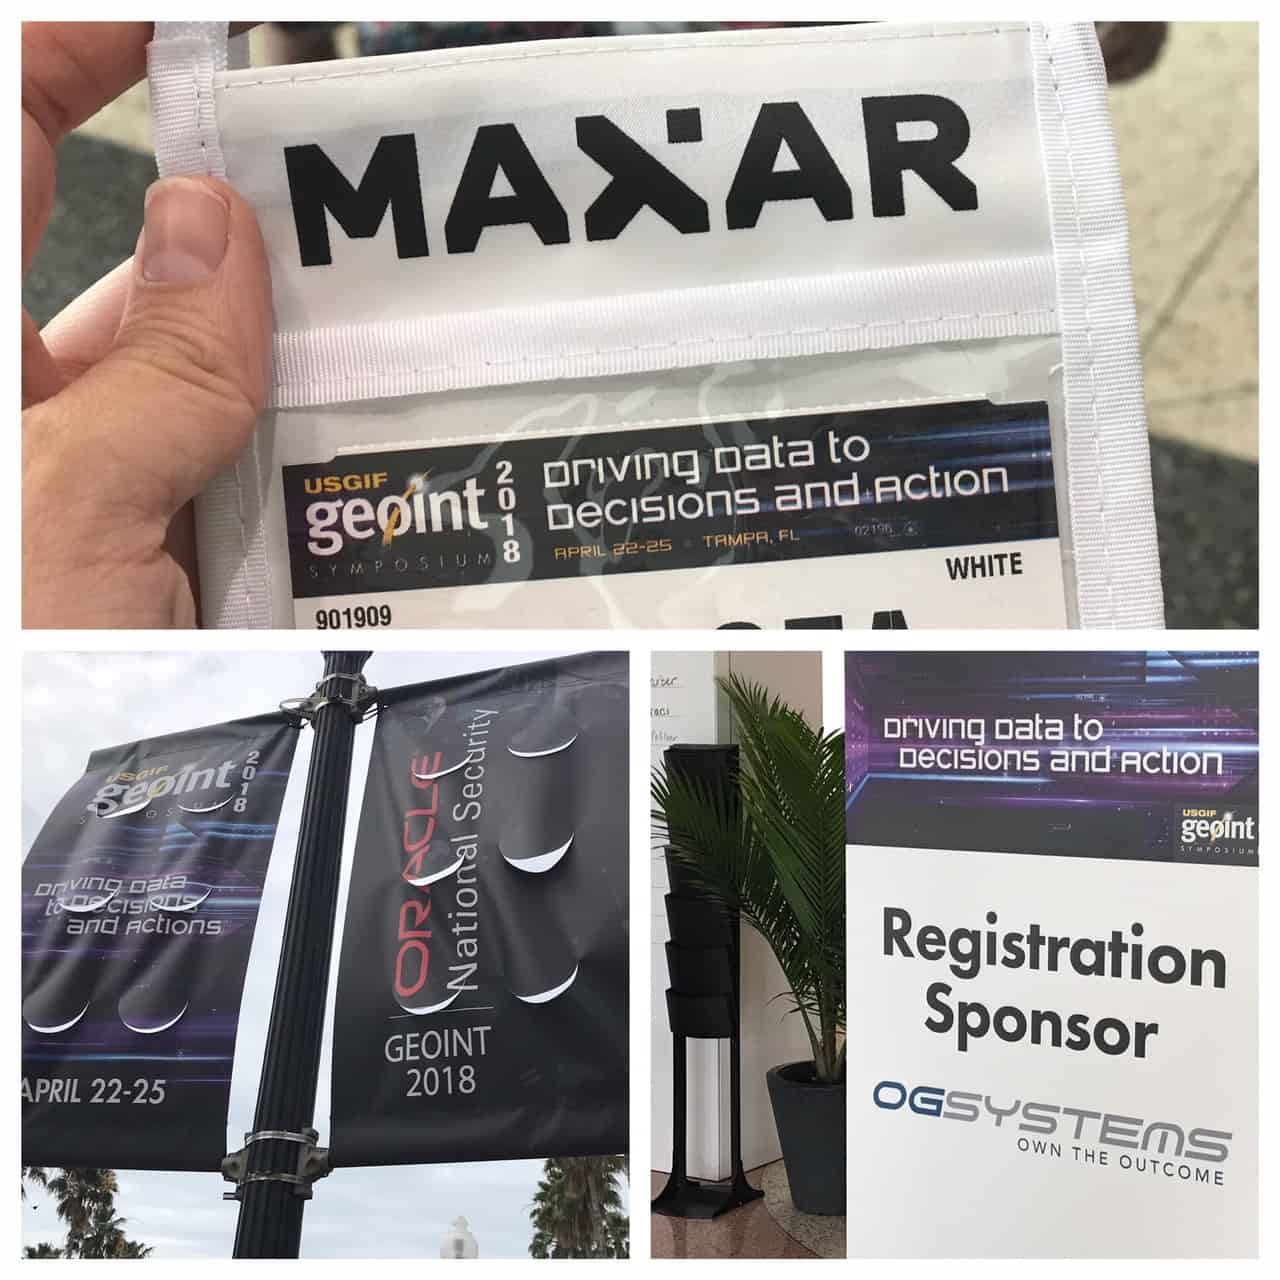 MAXAR
USGIF
geoint
SYMPOSIUM
2018
Driving Data to
Decisions and Action
APRIL 22-25 TAMPA, FL
02196
WHITE
901909
USGIF
geoint
2018
Driving Data
to Decisions
and Actions
APRIL 22-25
ORACLE
National Security
GEOINT
2018
Driving Data to
Decisions and Action
USGIF
geoint
SYMPOSIUM
Registration
Sponsor
OGSYSTEMS
OWN THE OUTCOME